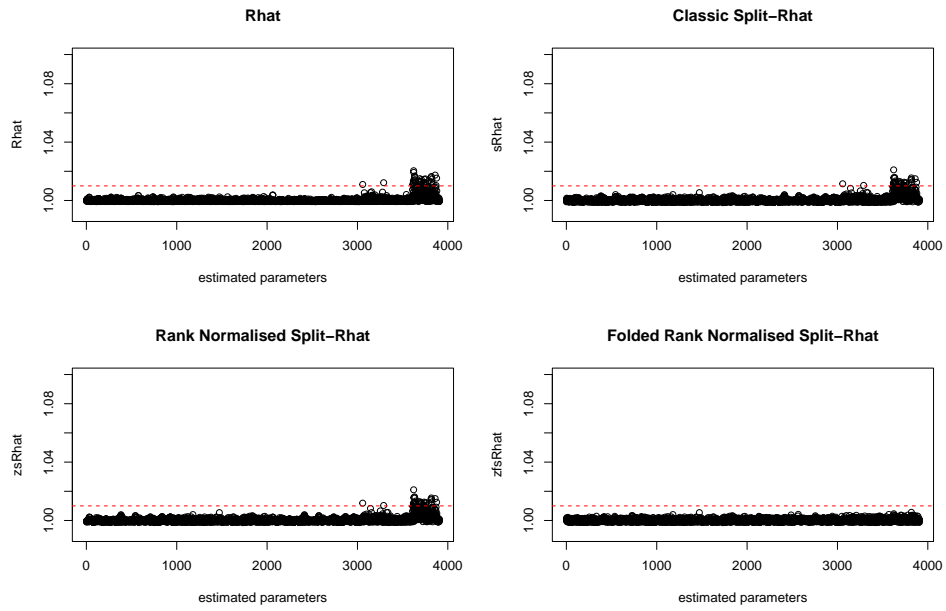 Rhat
Rhat
1.00 1.04 1.08
0 1000 2000 3000 4000
estimated parameters
Classic Split−Rhat
sRhat
1.00 1.04 1.08
0 1000 2000 3000 4000
estimated parameters
Rank Normalised Split−Rhat
zsRhat
1.00 1.04 1.08
0 1000 2000 3000 4000
estimated parameters
Folded Rank Normalised Split−Rhat
zfsRhat
1.00 1.04 1.08
0 1000 2000 3000 4000
estimated parameters